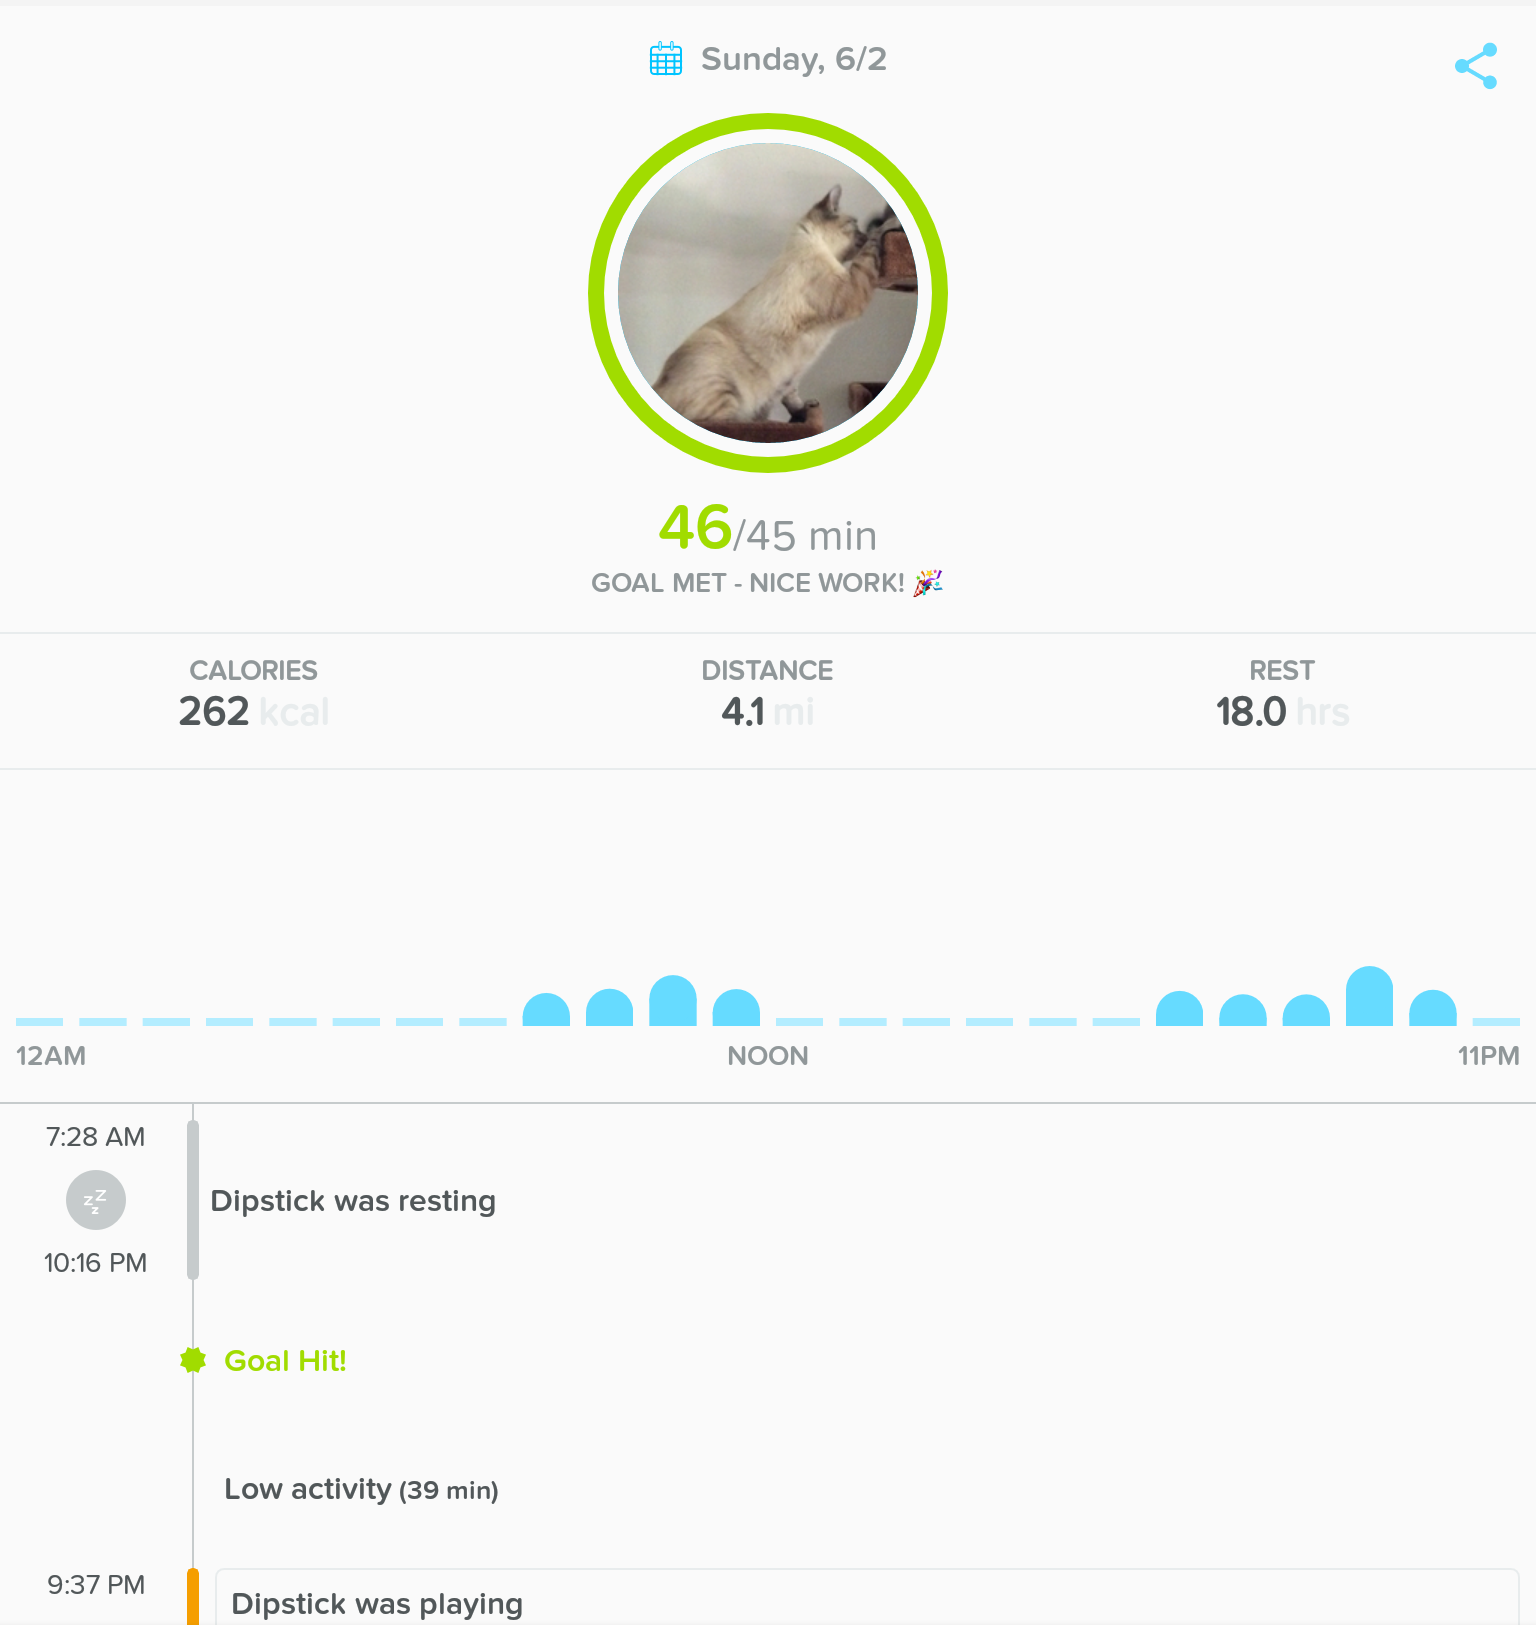 Sunday, 6/2
46/45 min
GOAL MET - NICE WORK! 🎉
CALORIES DISTANCE REST
262 kcal 4.1 mi 18.0 hrs
12AM NOON 11PM
7:28 AM
zZz
Dipstick was resting
10:16 PM
Goal Hit!
Low activity (39 min)
9:37 PM
Dipstick was playing